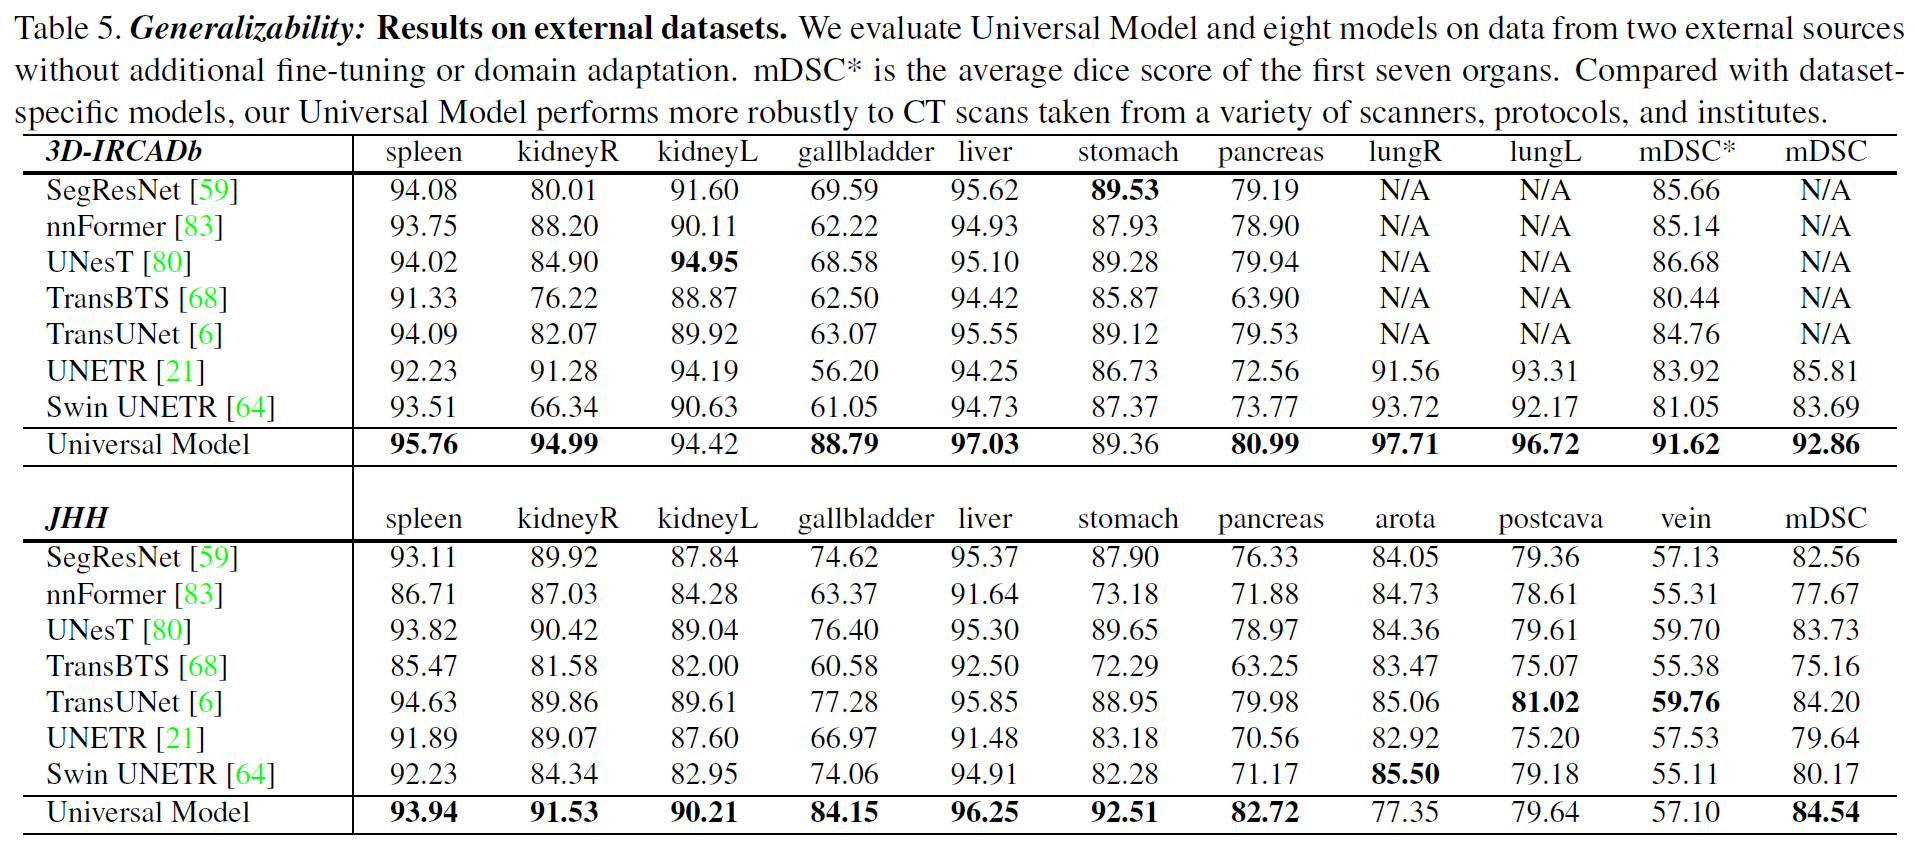 Table 5. Generalizability: Results on external datasets. We evaluate Universal Model and eight models on data from two external sources
without additional fine-tuning or domain adaptation. mDSC* is the average dice score of the first seven organs. Compared with dataset-
specific models, our Universal Model performs more robustly to CT scans taken from a variety of scanners, protocols, and institutes.
3D-IRCADb spleen kidneyR kidneyL gallbladder liver stomach pancreas lungR lungL mDSC* mDSC
SegResNet [59] 94.08 80.01 91.60 69.59 95.62 89.53 79.19 N/A N/A 85.66 N/A
nnFormer [83] 93.75 88.20 90.11 62.22 94.93 87.93 78.90 N/A N/A 85.14 N/A
UNesT [80] 94.02 84.90 94.95 68.58 95.10 89.28 79.94 N/A N/A 86.68 N/A
TransBTS [68] 91.33 76.22 88.87 62.50 94.42 85.87 63.90 N/A N/A 80.44 N/A
TransUNet [6] 94.09 82.07 89.92 63.07 95.55 89.12 79.53 N/A N/A 84.76 N/A
UNETR [21] 92.23 91.28 94.19 56.20 94.25 86.73 72.56 91.56 93.31 83.92 85.81
Swin UNETR [64] 93.51 66.34 90.63 61.05 94.73 87.37 73.77 93.72 92.17 81.05 83.69
Universal Model 95.76 94.99 94.42 88.79 97.03 89.36 80.99 97.71 96.72 91.62 92.86
JHH spleen kidneyR kidneyL gallbladder liver stomach pancreas arota postcava vein mDSC
SegResNet [59] 93.11 89.92 87.84 74.62 95.37 87.90 76.33 84.05 79.36 57.13 82.56
nnFormer [83] 86.71 87.03 84.28 63.37 91.64 73.18 71.88 84.73 78.61 55.31 77.67
UNesT [80] 93.82 90.42 89.04 76.40 95.30 89.65 78.97 84.36 79.61 59.70 83.73
TransBTS [68] 85.47 81.58 82.00 60.58 92.50 72.29 63.25 83.47 75.07 55.38 75.16
TransUNet [6] 94.63 89.86 89.61 77.28 95.85 88.95 79.98 85.06 81.02 59.76 84.20
UNETR [21] 91.89 89.07 87.60 66.97 91.48 83.18 70.56 82.92 75.20 57.53 79.64
Swin UNETR [64] 92.23 84.34 82.95 74.06 94.91 82.28 71.17 85.50 79.18 55.11 80.17
Universal Model 93.94 91.53 90.21 84.15 96.25 92.51 82.72 77.35 79.64 57.10 84.54